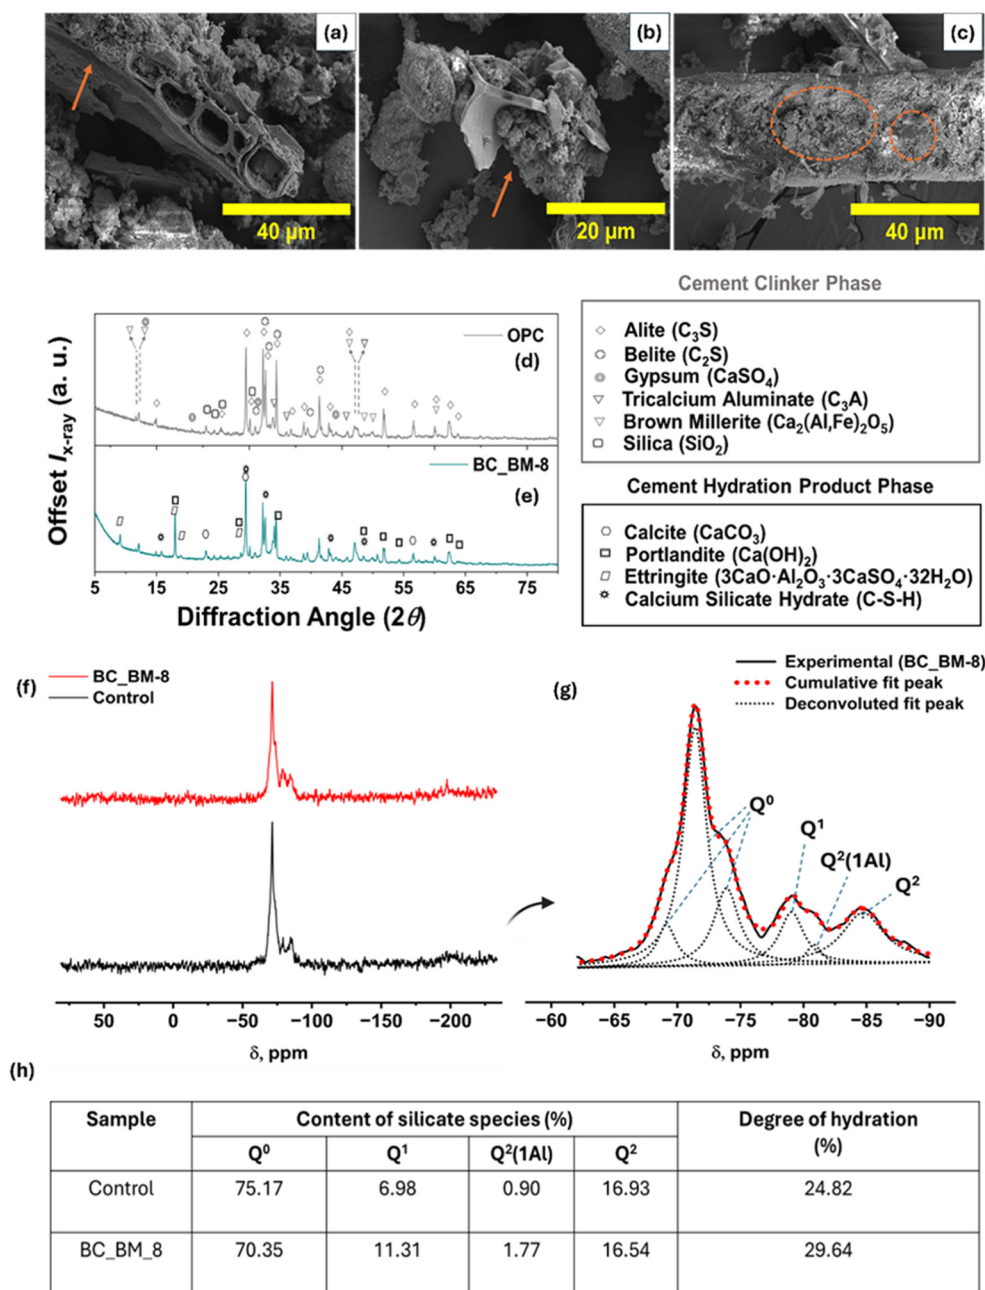 (a)
40 μm
(b)
20 μm
(c)
40 μm
Offset I x-ray (a. u.)
OPC
(d)
BC_BM-8
(e)
5 15 25 35 45 55 65 75
Diffraction Angle (2θ)
Cement Clinker Phase
Alite (C₃S)
Belite (C₂S)
Gypsum (CaSO₄)
Tricalcium Aluminate (C₃A)
Brown Millerite (Ca₂(Al,Fe)₂O₅)
Silica (SiO₂)
Cement Hydration Product Phase
Calcite (CaCO₃)
Portlandite (Ca(OH)₂)
Ettringite (3CaO·Al₂O₃·3CaSO₄·32H₂O)
Calcium Silicate Hydrate (C-S-H)
(f)
BC_BM-8
Control
50 0 −50 −100 −150 −200
δ, ppm
(g)
Experimental (BC_BM-8)
Cumulative fit peak
Deconvoluted fit peak
Q⁰
Q¹
Q²(1Al)
Q²
−60 −65 −70 −75 −80 −85 −90
δ, ppm
(h)
Sample Content of silicate species (%) Degree of hydration
(%)
Q⁰ Q¹ Q²(1Al) Q²
Control 75.17 6.98 0.90 16.93 24.82
BC_BM_8 70.35 11.31 1.77 16.54 29.64